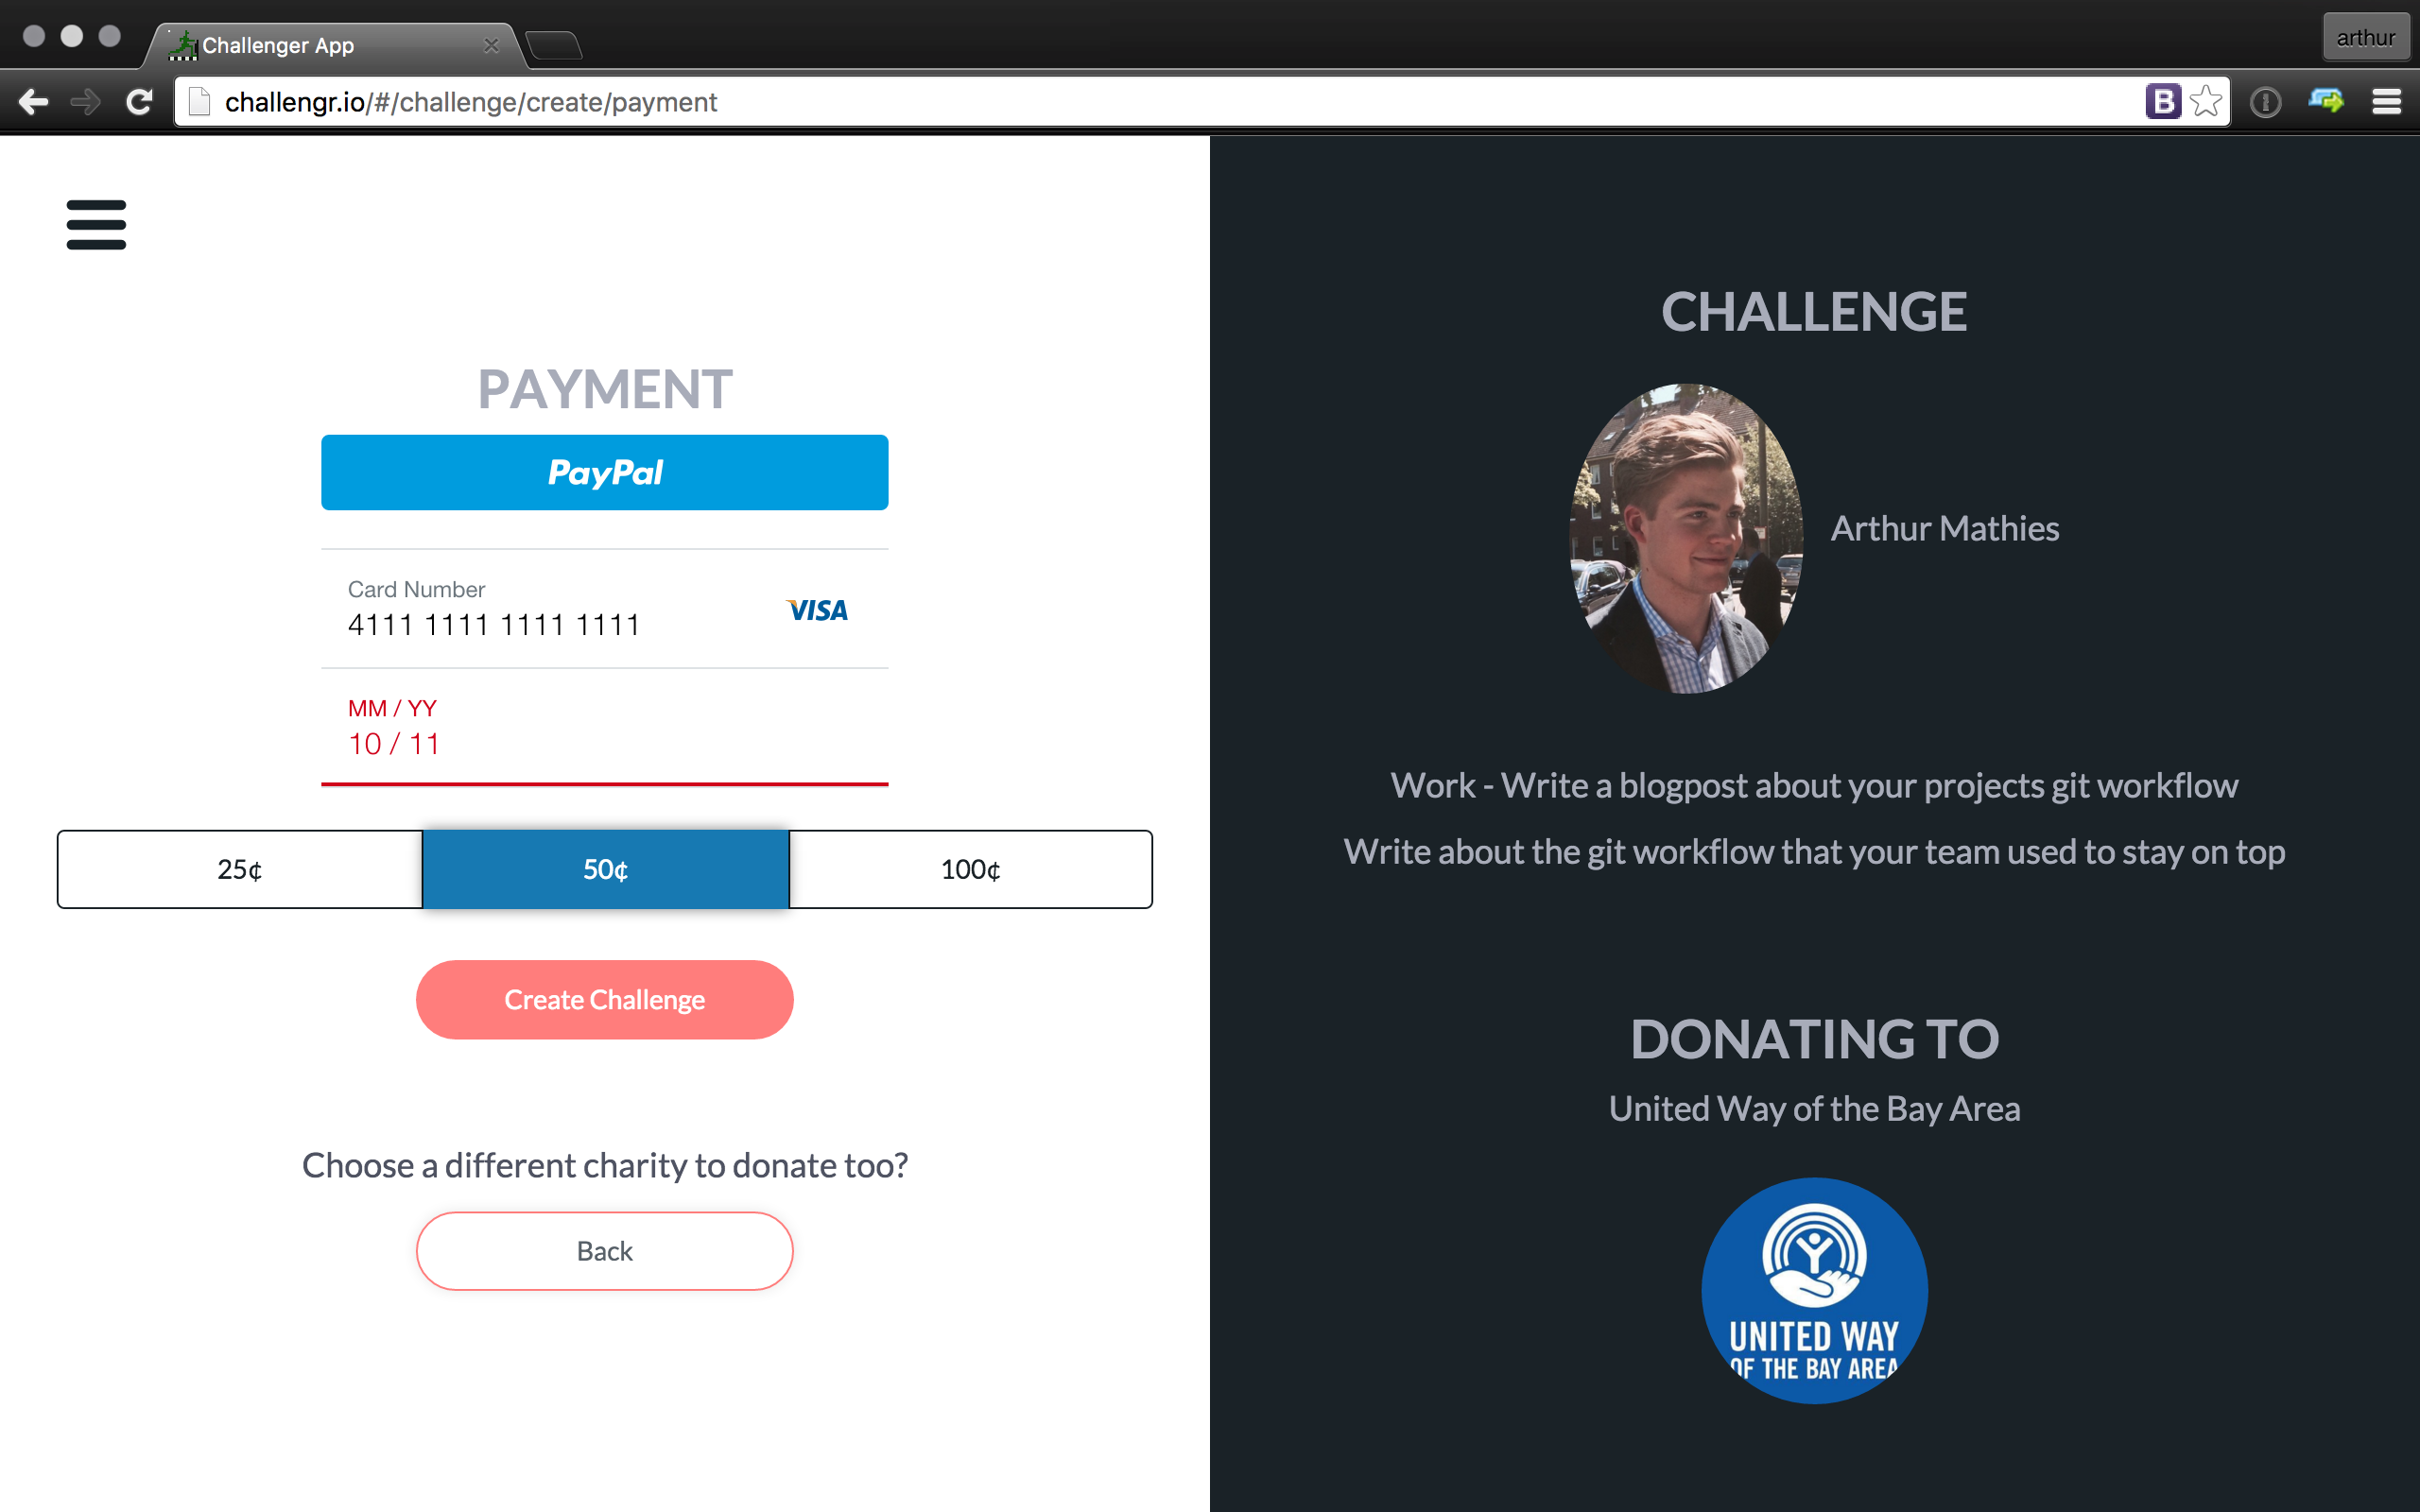 Challenger App
arthur
challengr.io/#/challenge/create/payment
B
PAYMENT
PayPal
Card Number
4111 1111 1111 1111
VISA
MM / YY
10 / 11
25¢
50¢
100¢
Create Challenge
Choose a different charity to donate too?
Back
CHALLENGE
Arthur Mathies
Work - Write a blogpost about your projects git workflow
Write about the git workflow that your team used to stay on top
DONATING TO
United Way of the Bay Area
UNITED WAY
OF THE BAY AREA